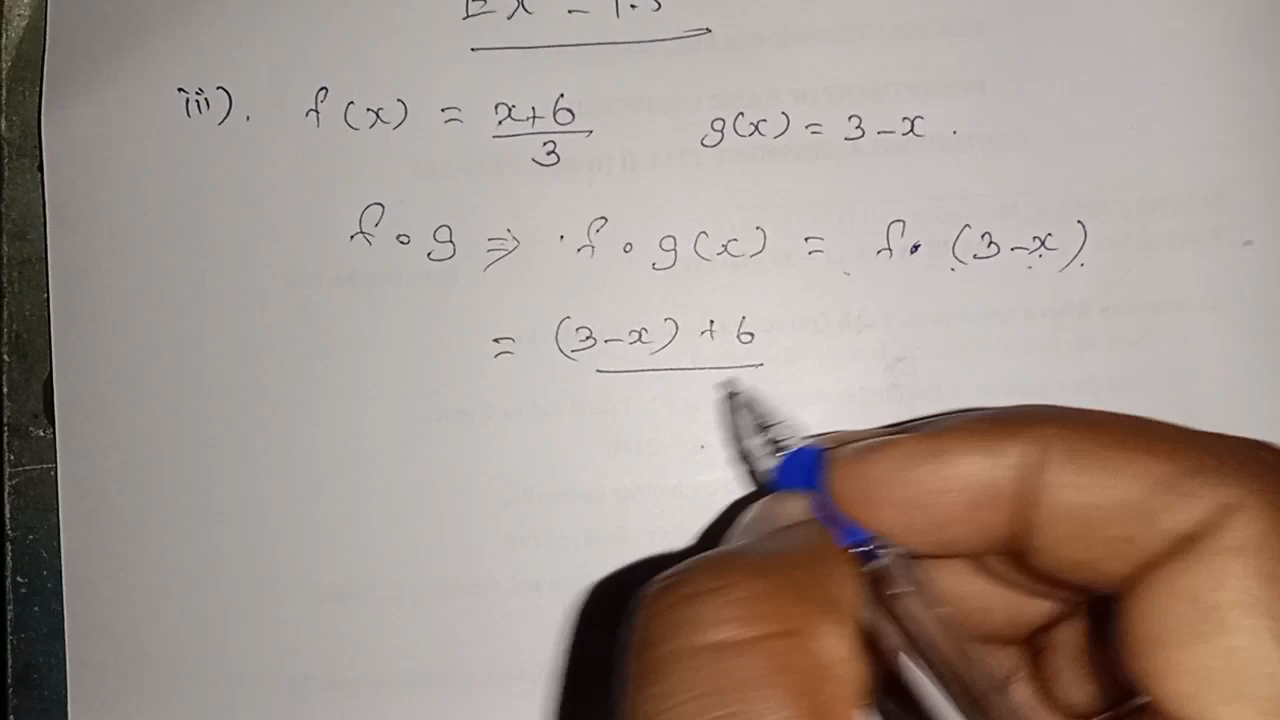 iii). f(x) = x+6/3 g(x) = 3-x.
f o g ⇒ f o g(x) = f. (3-x)
= (3-x) + 6